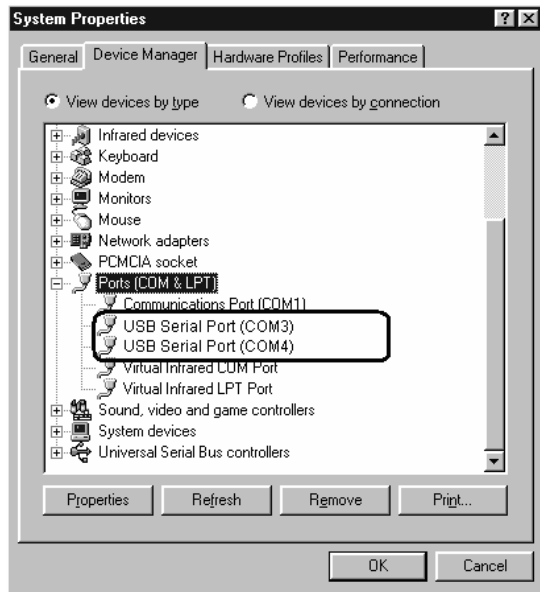 System Properties
General
Device Manager
Hardware Profiles
Performance
View devices by type
View devices by connection
Infrared devices
Keyboard
Modem
Monitors
Mouse
Network adapters
PCMCIA socket
Ports (COM & LPT)
Communications Port (COM1)
USB Serial Port (COM3)
USB Serial Port (COM4)
Virtual Infrared COM Port
Virtual Infrared LPT Port
Sound, video and game controllers
System devices
Universal Serial Bus controllers
Properties
Refresh
Remove
Print...
OK
Cancel